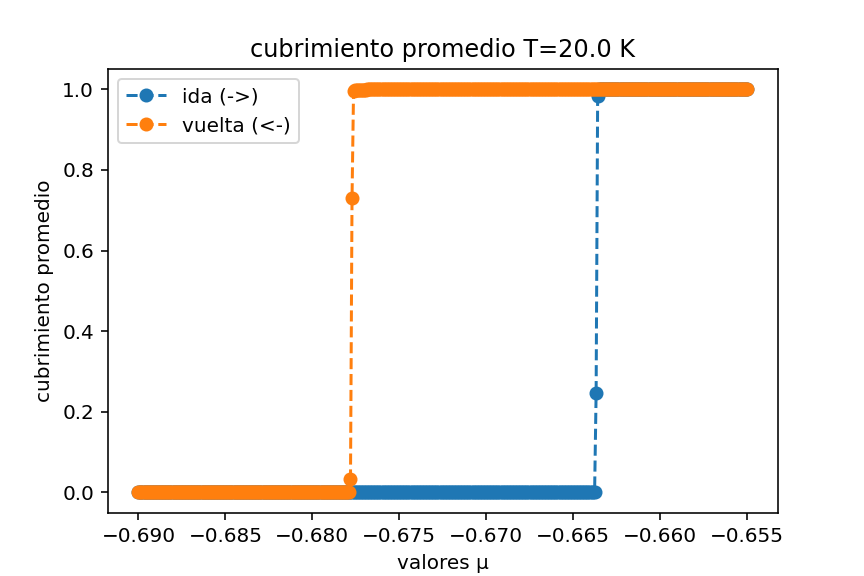 cubrimiento promedio T=20.0 K
ida (->)
vuelta (<-)
cubrimiento promedio
1.0
0.8
0.6
0.4
0.2
0.0
−0.690 −0.685 −0.680 −0.675 −0.670 −0.665 −0.660 −0.655
valores μ